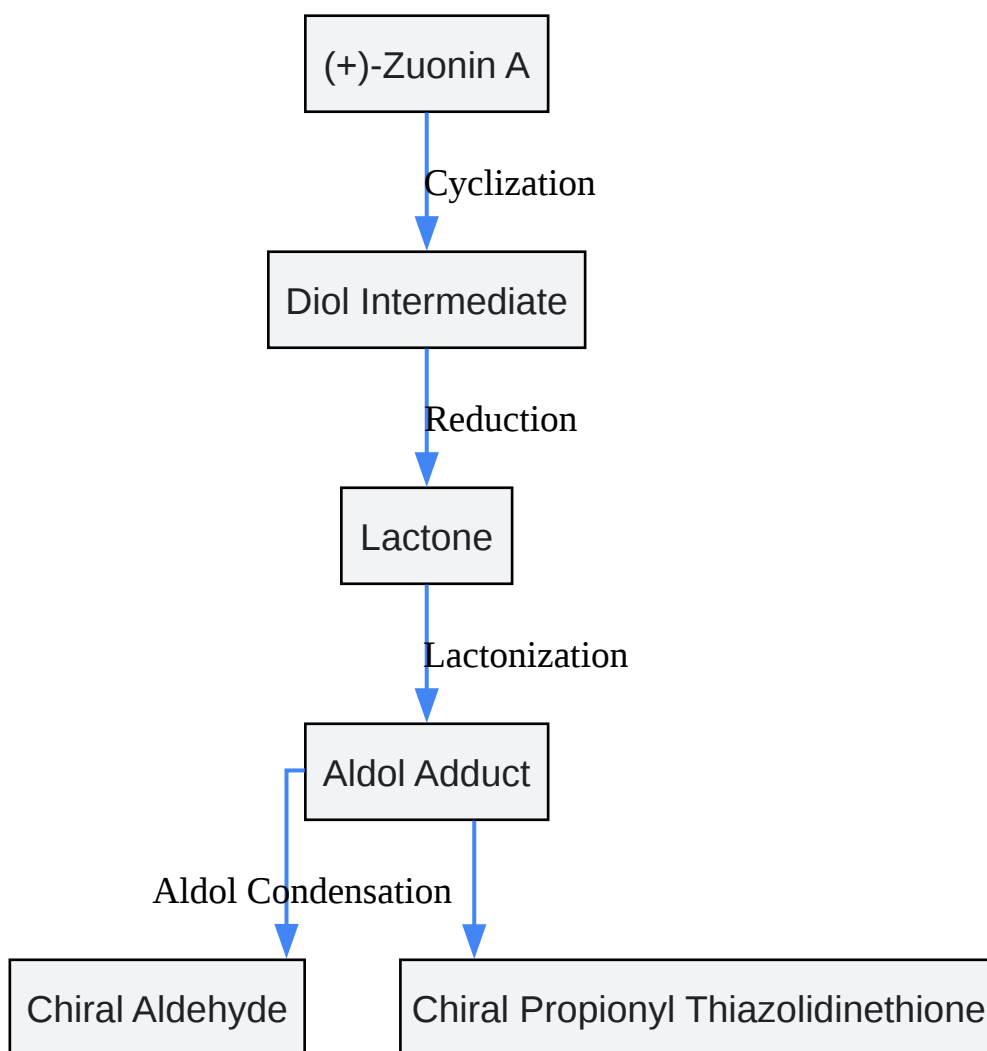 (+)-Zuonin A
Cyclization
Diol Intermediate
Reduction
Lactone
Lactonization
Aldol Adduct
Aldol Condensation
Chiral Aldehyde
Chiral Propionyl Thiazolidinethione